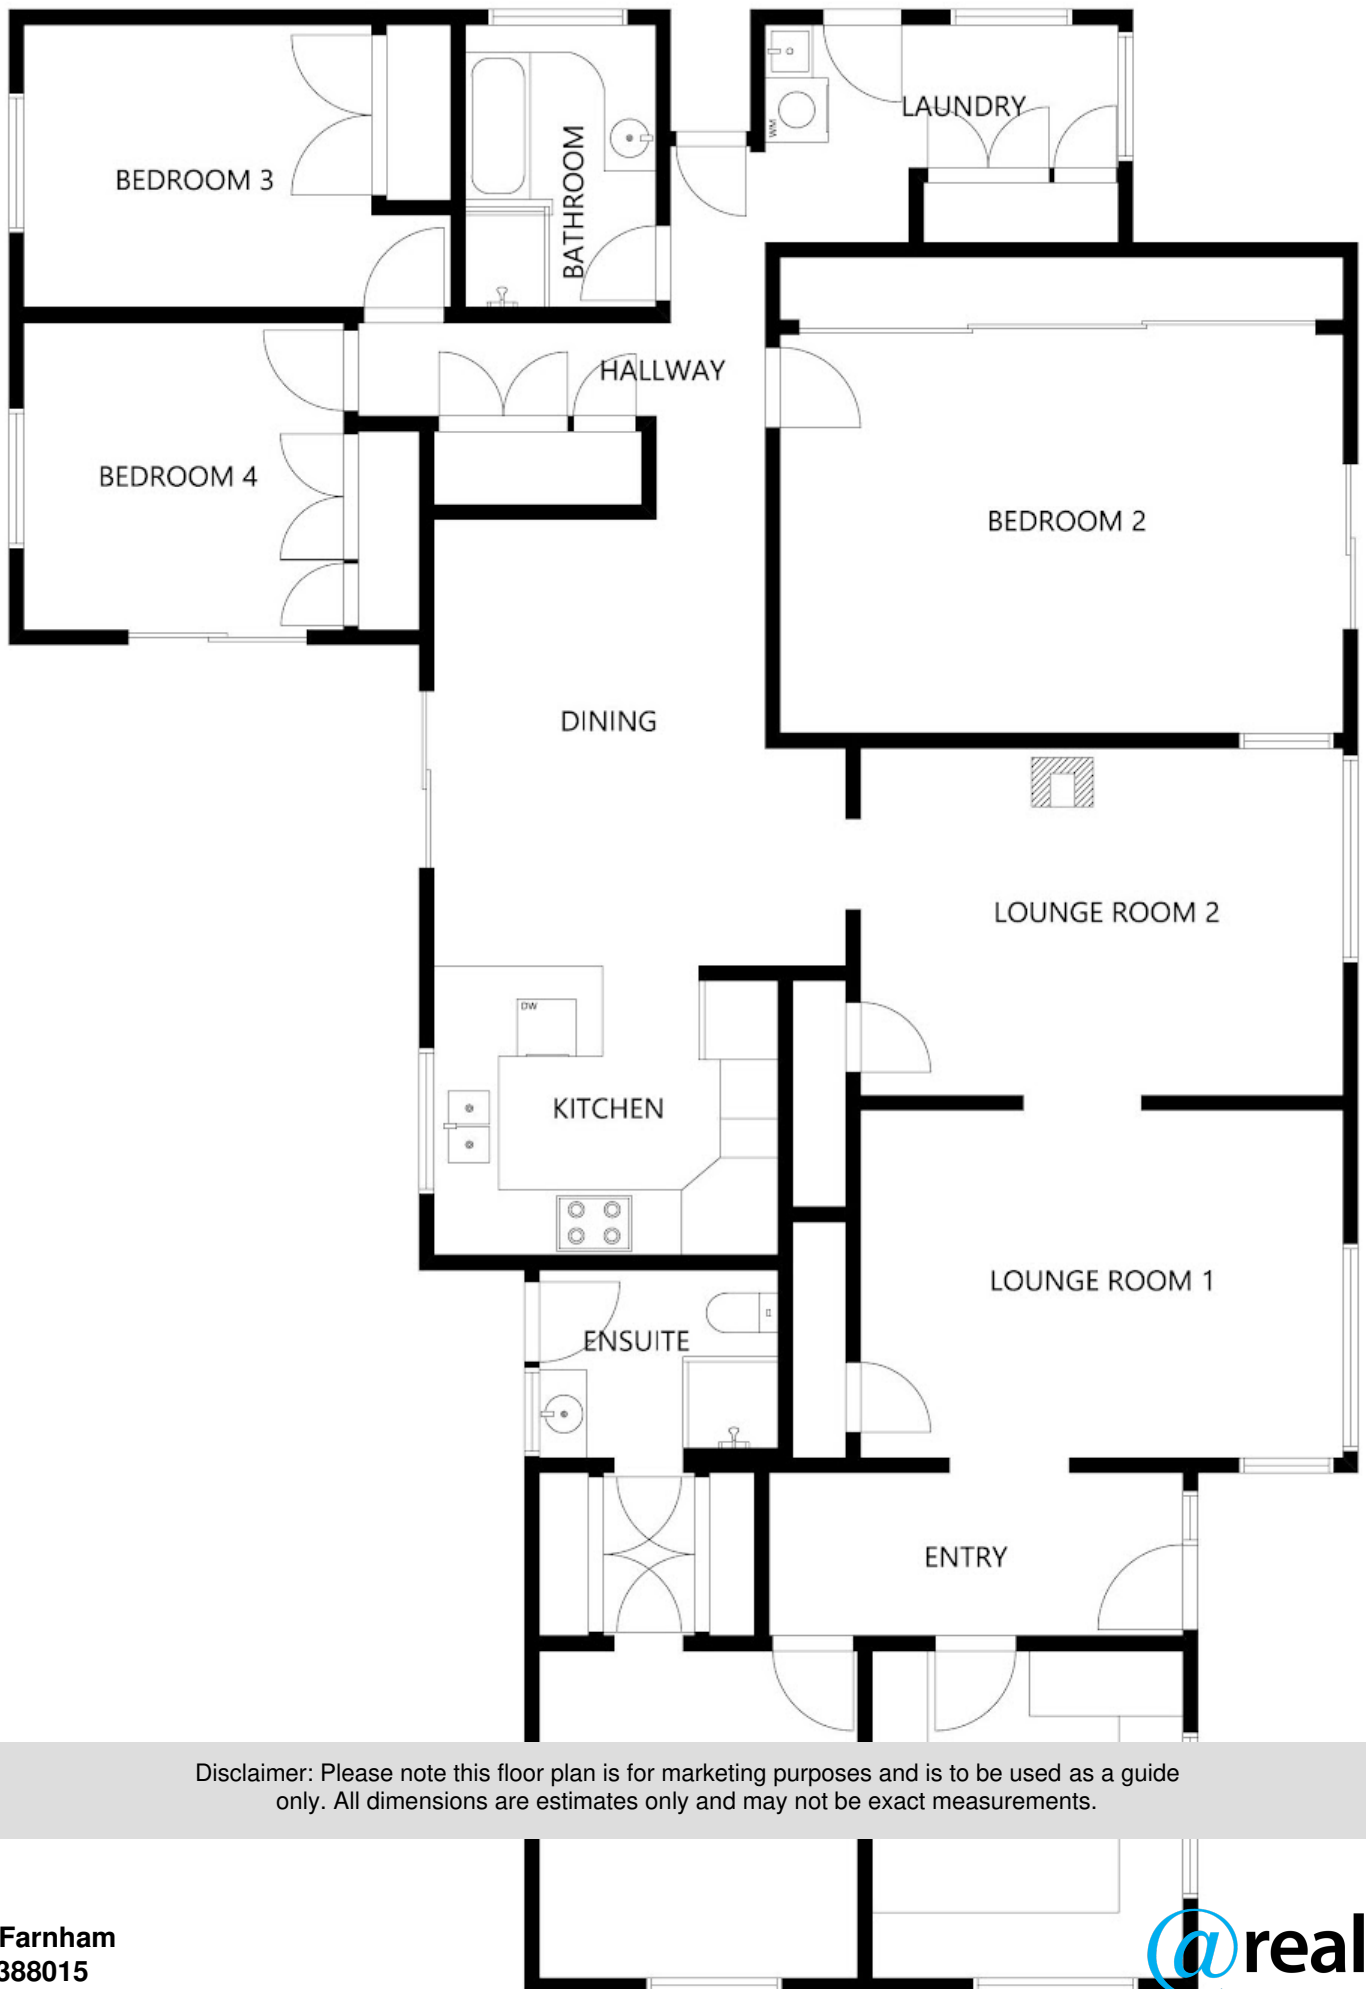 LAUNDRY
WM
BEDROOM 3
BATHROOM
HALLWAY
BEDROOM 4
BEDROOM 2
DINING
LOUNGE ROOM 2
DW
KITCHEN
LOUNGE ROOM 1
ENSUITE
ENTRY
Disclaimer: Please note this floor plan is for marketing purposes and is to be used as a guide
only. All dimensions are estimates only and may not be exact measurements.
Farnham
388015
@real